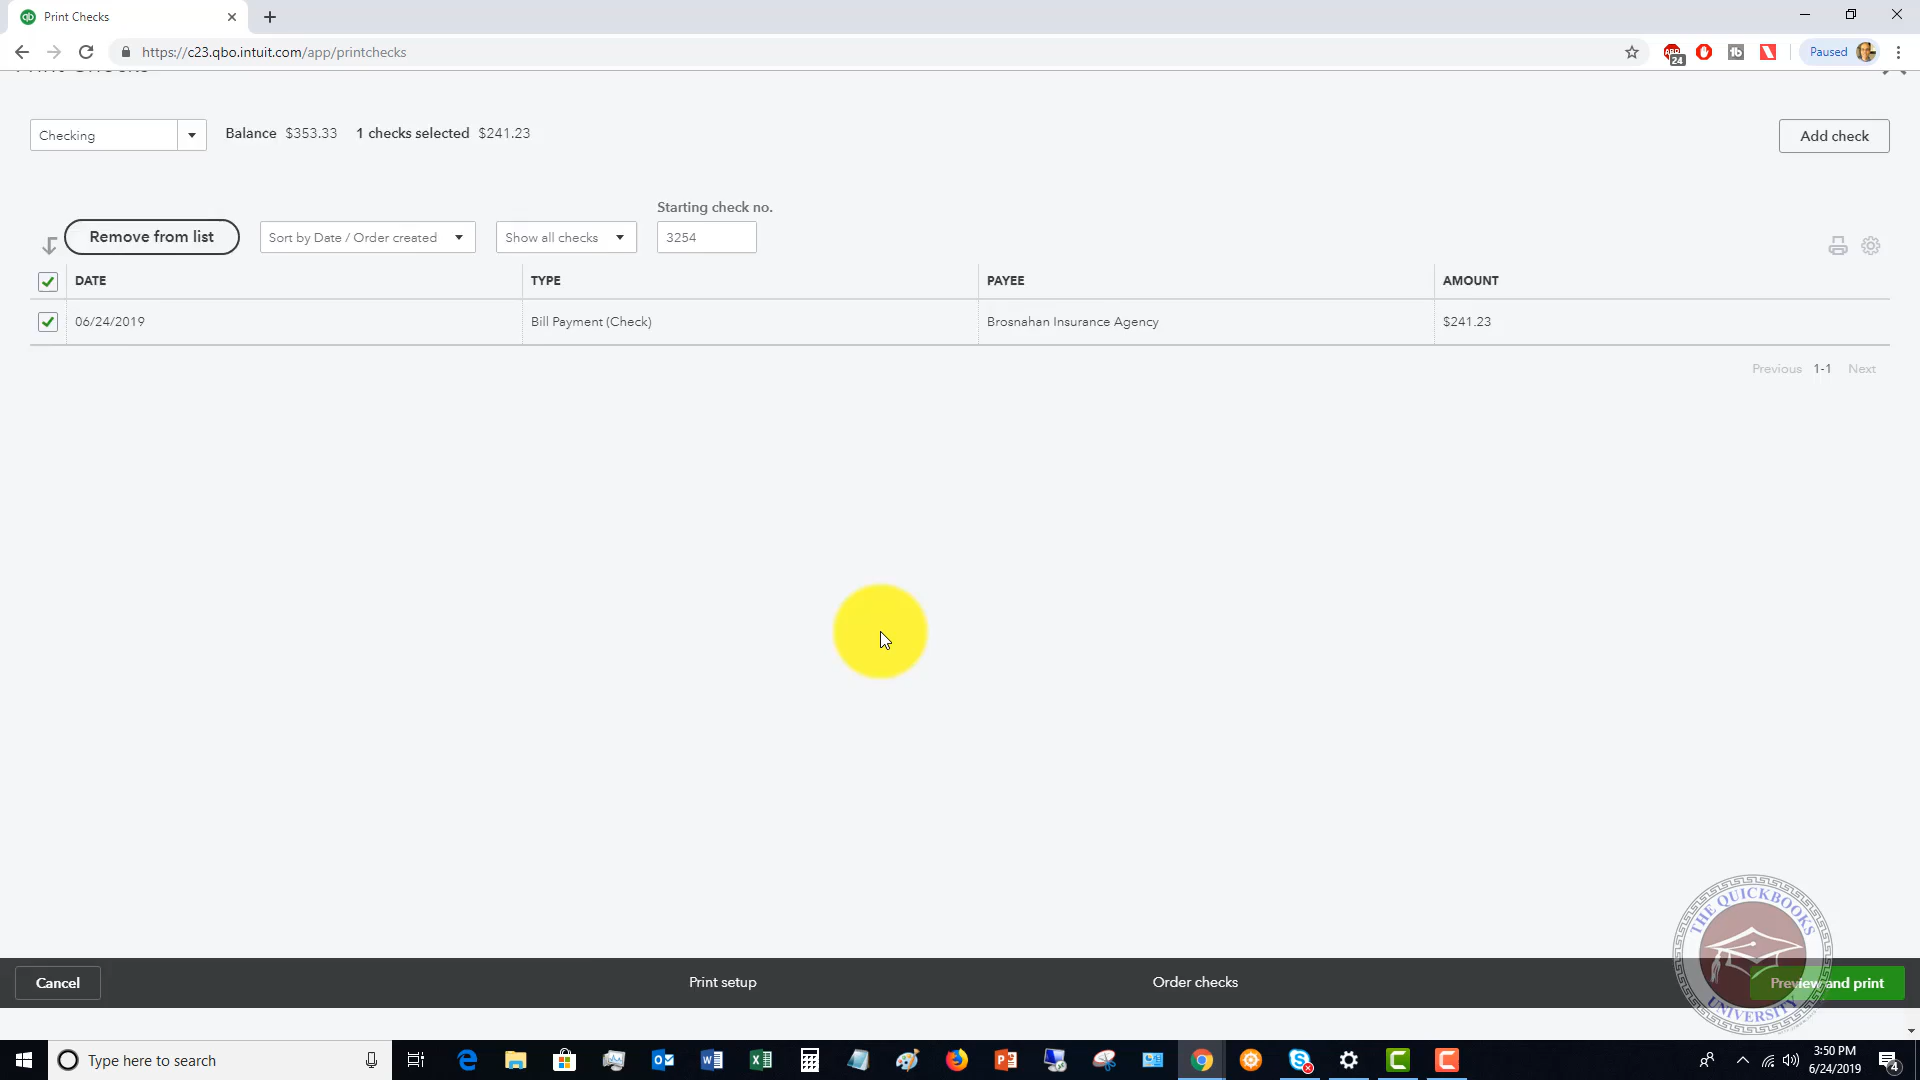 Print Checks
https://c23.qbo.intuit.com/app/printchecks
24
Paused
Print Checks
Checking
Balance $353.33 1 checks selected $241.23
Add check
Starting check no.
Remove from list
Sort by Date / Order created
Show all checks
3254
DATE TYPE PAYEE AMOUNT
06/24/2019 Bill Payment (Check) Brosnahan Insurance Agency $241.23
Previous 1-1 Next
THE QUICKBOOKS
UNIVERSITY
Cancel
Print setup
Order checks
Preview and print
Type here to search
3:50 PM
6/24/2019
4